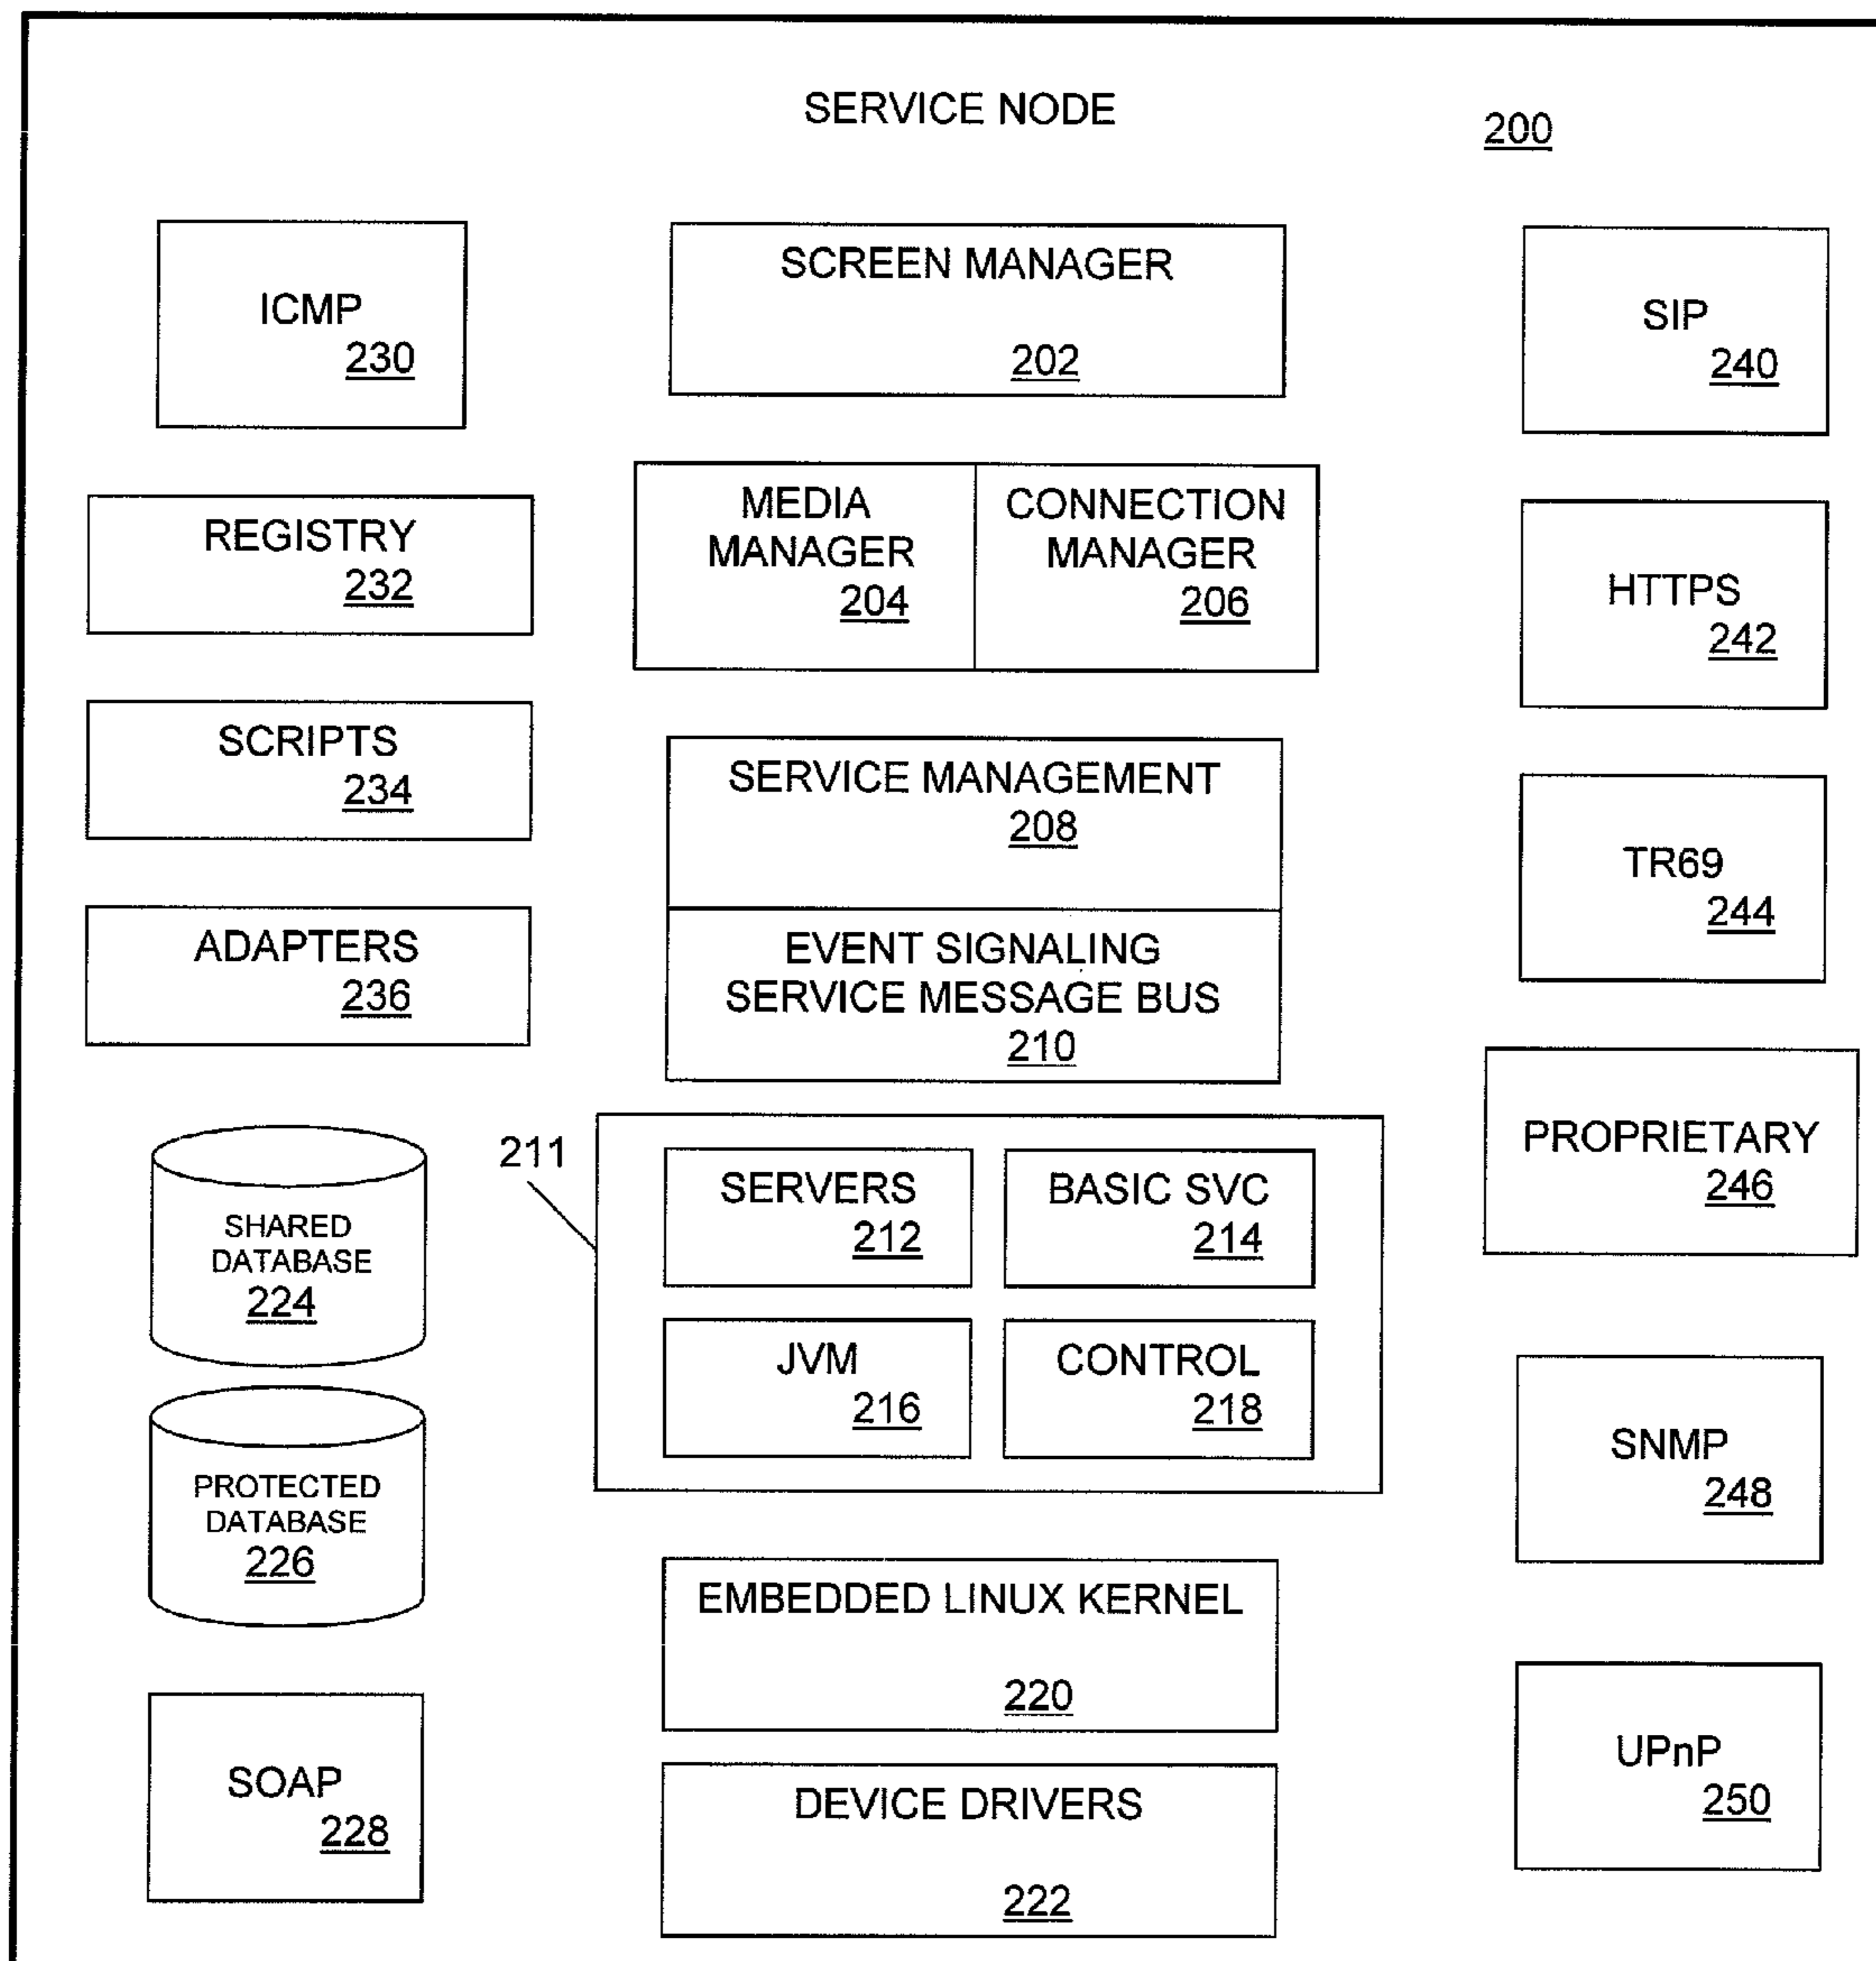 SERVICE NODE
200
ICMP
230
REGISTRY
232
SCRIPTS
234
ADAPTERS
236
SHARED
DATABASE
224
PROTECTED
DATABASE
226
SOAP
228
SCREEN MANAGER
202
MEDIA
MANAGER
204
CONNECTION
MANAGER
206
SERVICE MANAGEMENT
208
EVENT SIGNALING
SERVICE MESSAGE BUS
210
211
SERVERS
212
BASIC SVC
214
JVM
216
CONTROL
218
EMBEDDED LINUX KERNEL
220
DEVICE DRIVERS
222
SIP
240
HTTPS
242
TR69
244
PROPRIETARY
246
SNMP
248
UPnP
250